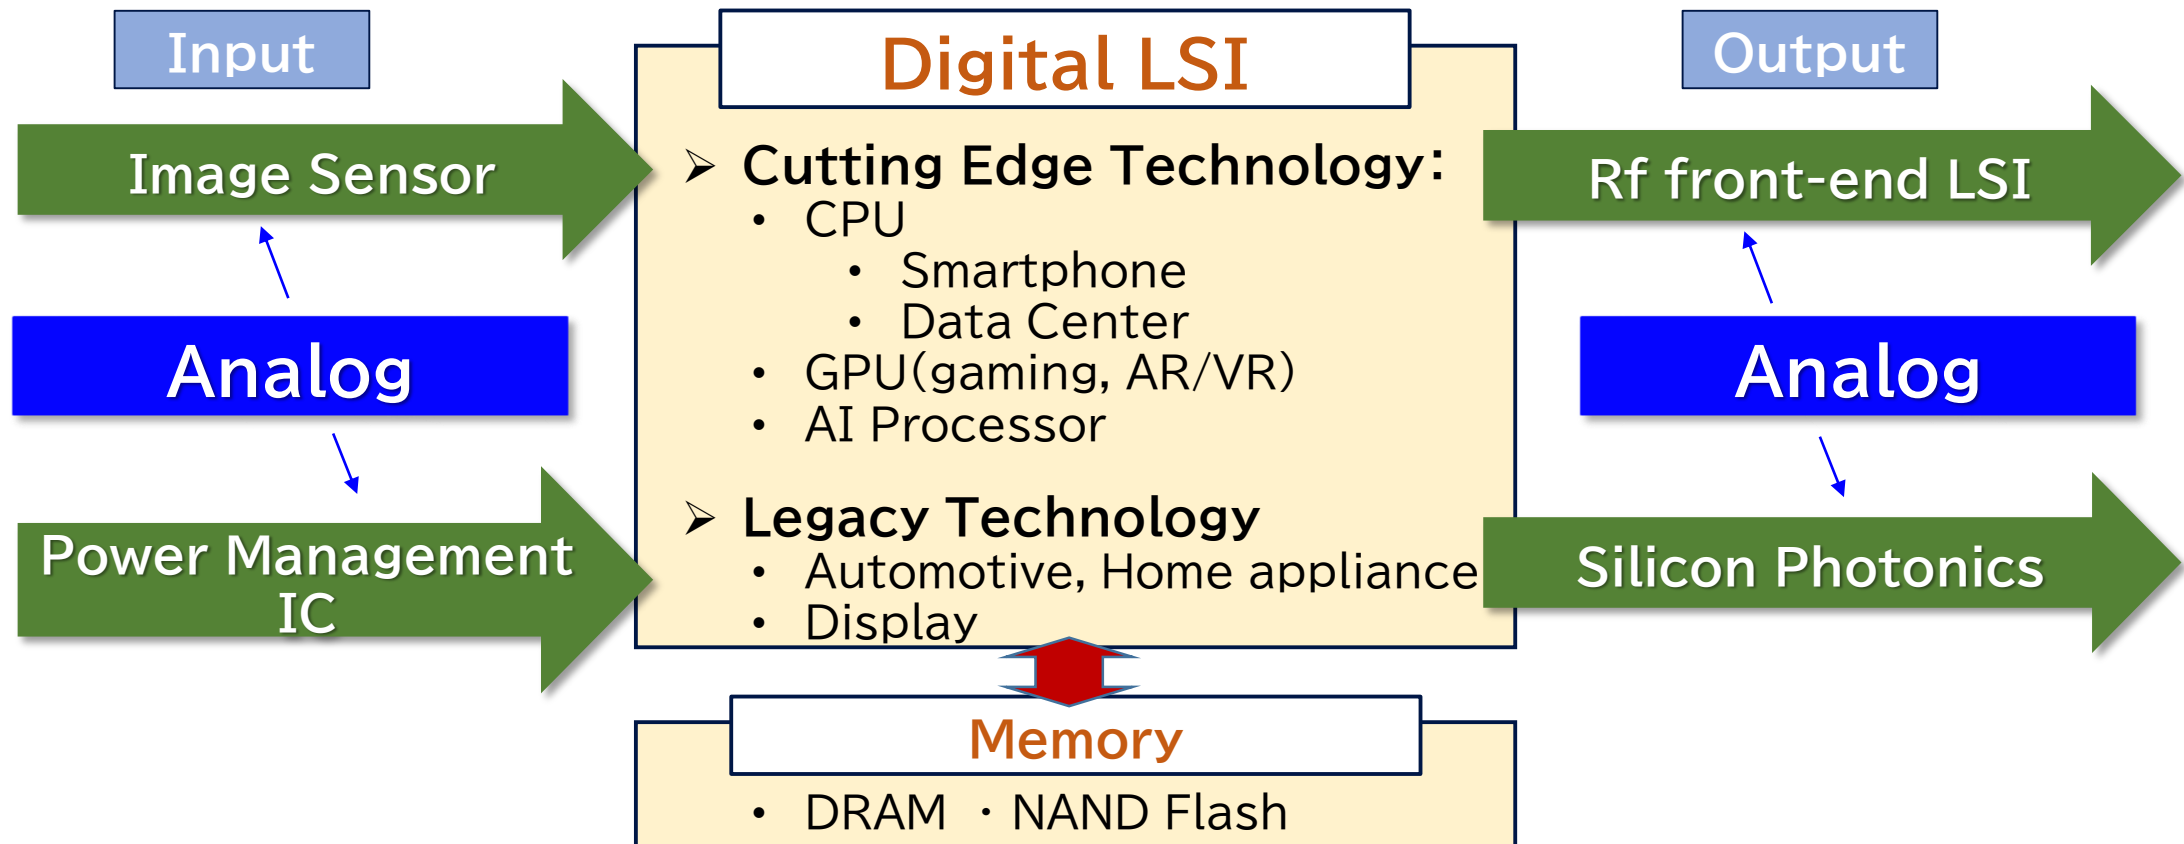 Input
Digital LSI
Output
Image Sensor
Analog
Power Management
IC
➢ Cutting Edge Technology：
• CPU
• Smartphone
• Data Center
• GPU(gaming, AR/VR)
• AI Processor
➢ Legacy Technology
• Automotive, Home appliance
• Display
Rf front-end LSI
Analog
Silicon Photonics
Memory
• DRAM ・NAND Flash